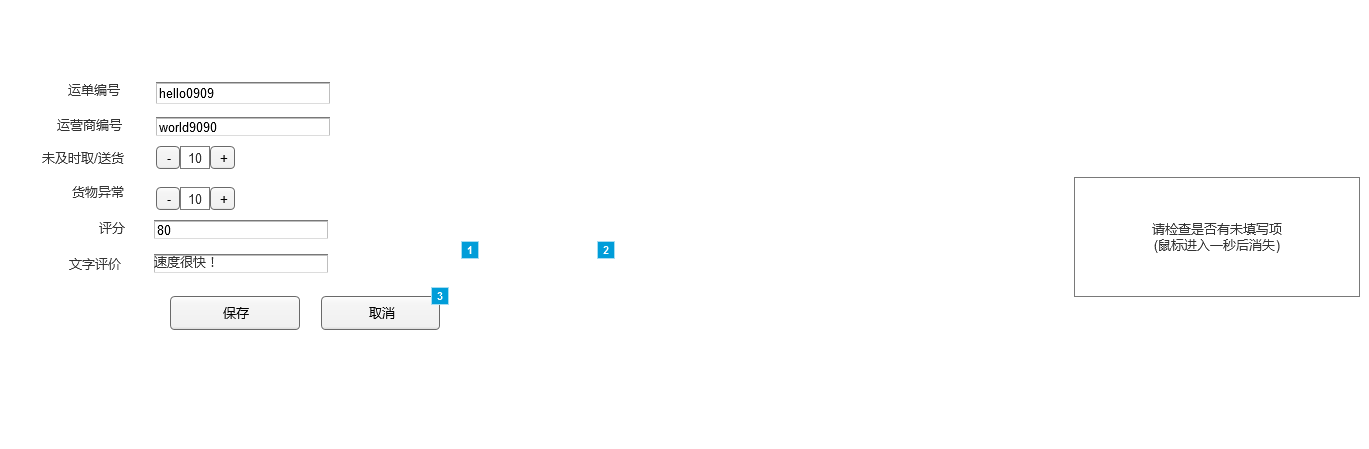 运单编号 hello0909
运营商编号 world9090
未及时取/送货 - 10 +
货物异常 - 10 +
评分 80
文字评价 速度很快！
1 2
3
保存 取消
请检查是否有未填写项
(鼠标进入一秒后消失)